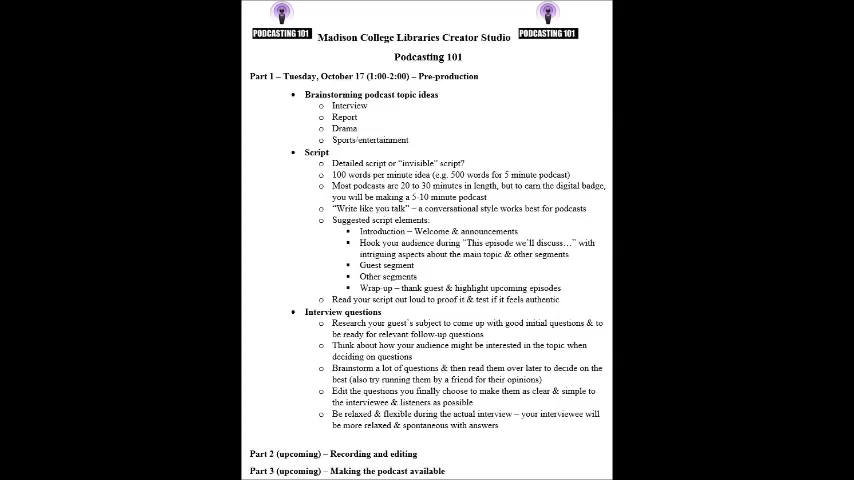 PODCASTING 101
PODCASTING 101
Madison College Libraries Creator Studio
Podcasting 101
Part 1 – Tuesday, October 17 (1:00-2:00) – Pre-production
• Brainstorming podcast topic ideas
o Interview
o Report
o Drama
o Sports/entertainment
• Script
o Detailed script or “invisible” script?
o 100 words per minute idea (e.g. 500 words for 5 minute podcast)
o Most podcasts are 20 to 30 minutes in length, but to earn the digital badge,
you will be making a 5-10 minute podcast
o “Write like you talk” – a conversational style works best for podcasts
o Suggested script elements:
▪ Introduction – Welcome & announcements
▪ Hook your audience during “This episode we’ll discuss…” with
intriguing aspects about the main topic & other segments
▪ Guest segment
▪ Other segments
▪ Wrap-up – thank guest & highlight upcoming episodes
o Read your script out loud to proof it & test if it feels authentic
• Interview questions
o Research your guest’s subject to come up with good initial questions & to
be ready for relevant follow-up questions
o Think about how your audience might be interested in the topic when
deciding on questions
o Brainstorm a lot of questions & then read them over later to decide on the
best (also try running them by a friend for their opinions)
o Edit the questions you finally choose to make them as clear & simple to
the interviewee & listeners as possible
o Be relaxed & flexible during the actual interview – your interviewee will
be more relaxed & spontaneous with answers
Part 2 (upcoming) – Recording and editing
Part 3 (upcoming) – Making the podcast available